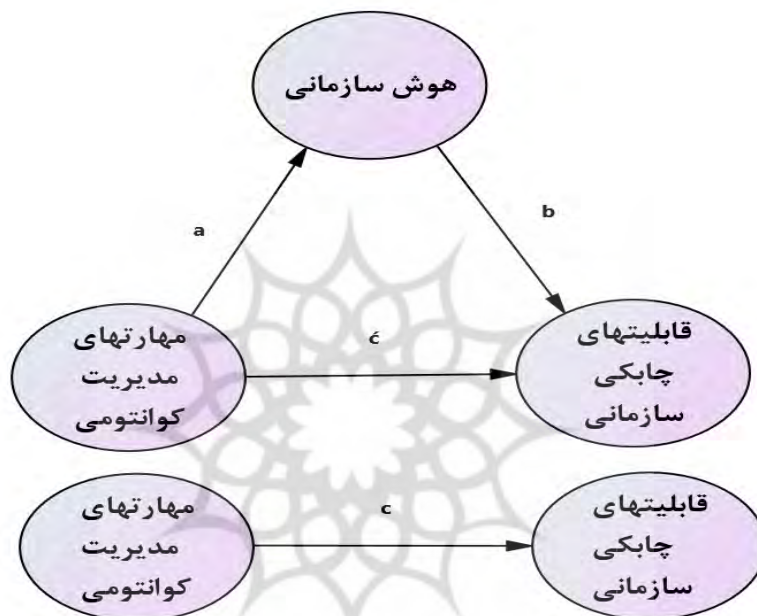 هوش سازمانی
a
b
مهارتهای
مدیریت
کوانتومی
ć
قابلیتهای
چابکی
سازمانی
مهارتهای
مدیریت
کوانتومی
c
قابلیتهای
چابکی
سازمانی